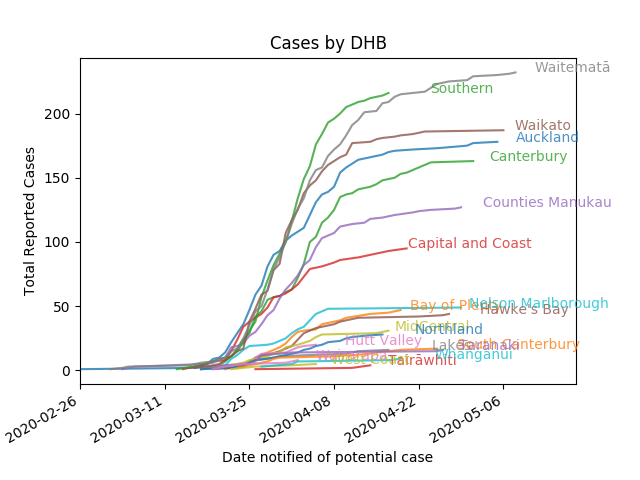 Cases by DHB
Total Reported Cases
200
150
100
50
0
Waitematā
Southern
Waikato
Auckland
Canterbury
Counties Manukau
Capital and Coast
Nelson Marlborough
Bay of Plenty
Hawke's Bay
MidCentral
Northland
Hutt Valley
Lakes
Taranaki
South Canterbury
Whanganui
West Coast
Tairāwhiti
2020-02-26
2020-03-11
2020-03-25
2020-04-08
2020-04-22
2020-05-06
Date notified of potential case